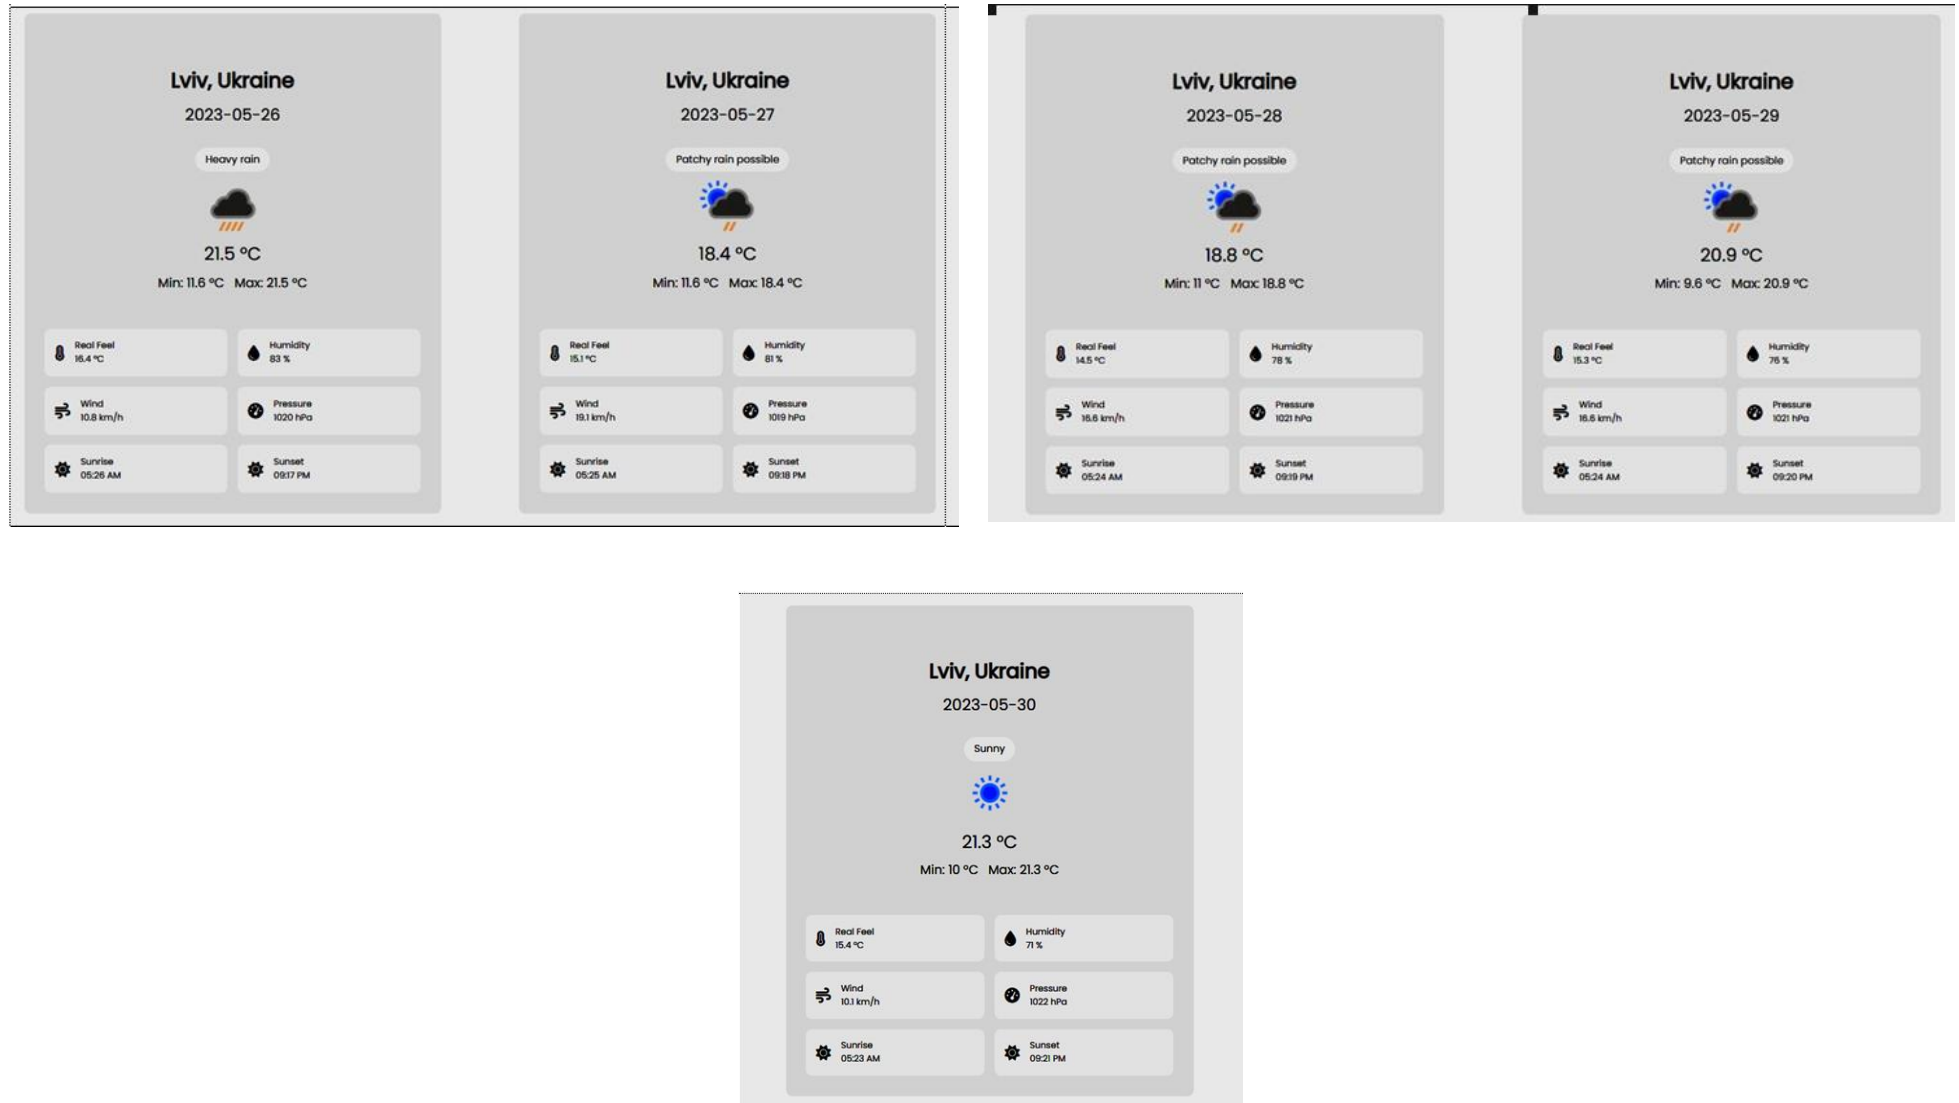 Lviv, Ukraine
2023-05-26
Heavy rain
21.5 °C
Min: 11.6 °C Max: 21.5 °C
Real Feel
16.4 °C
Humidity
83 %
Wind
10.8 km/h
Pressure
1020 hPa
Sunrise
05:26 AM
Sunset
09:17 PM
Lviv, Ukraine
2023-05-27
Patchy rain possible
18.4 °C
Min: 11.6 °C Max: 18.4 °C
Real Feel
15.1 °C
Humidity
81 %
Wind
19.1 km/h
Pressure
1019 hPa
Sunrise
05:25 AM
Sunset
09:18 PM
Lviv, Ukraine
2023-05-28
Patchy rain possible
18.8 °C
Min: 11 °C Max: 18.8 °C
Real Feel
14.5 °C
Humidity
78 %
Wind
16.6 km/h
Pressure
1021 hPa
Sunrise
05:24 AM
Sunset
09:19 PM
Lviv, Ukraine
2023-05-29
Patchy rain possible
20.9 °C
Min: 9.6 °C Max: 20.9 °C
Real Feel
15.3 °C
Humidity
76 %
Wind
16.6 km/h
Pressure
1021 hPa
Sunrise
05:24 AM
Sunset
09:20 PM
Lviv, Ukraine
2023-05-30
Sunny
21.3 °C
Min: 10 °C Max: 21.3 °C
Real Feel
15.4 °C
Humidity
71 %
Wind
10.1 km/h
Pressure
1022 hPa
Sunrise
05:23 AM
Sunset
09:21 PM